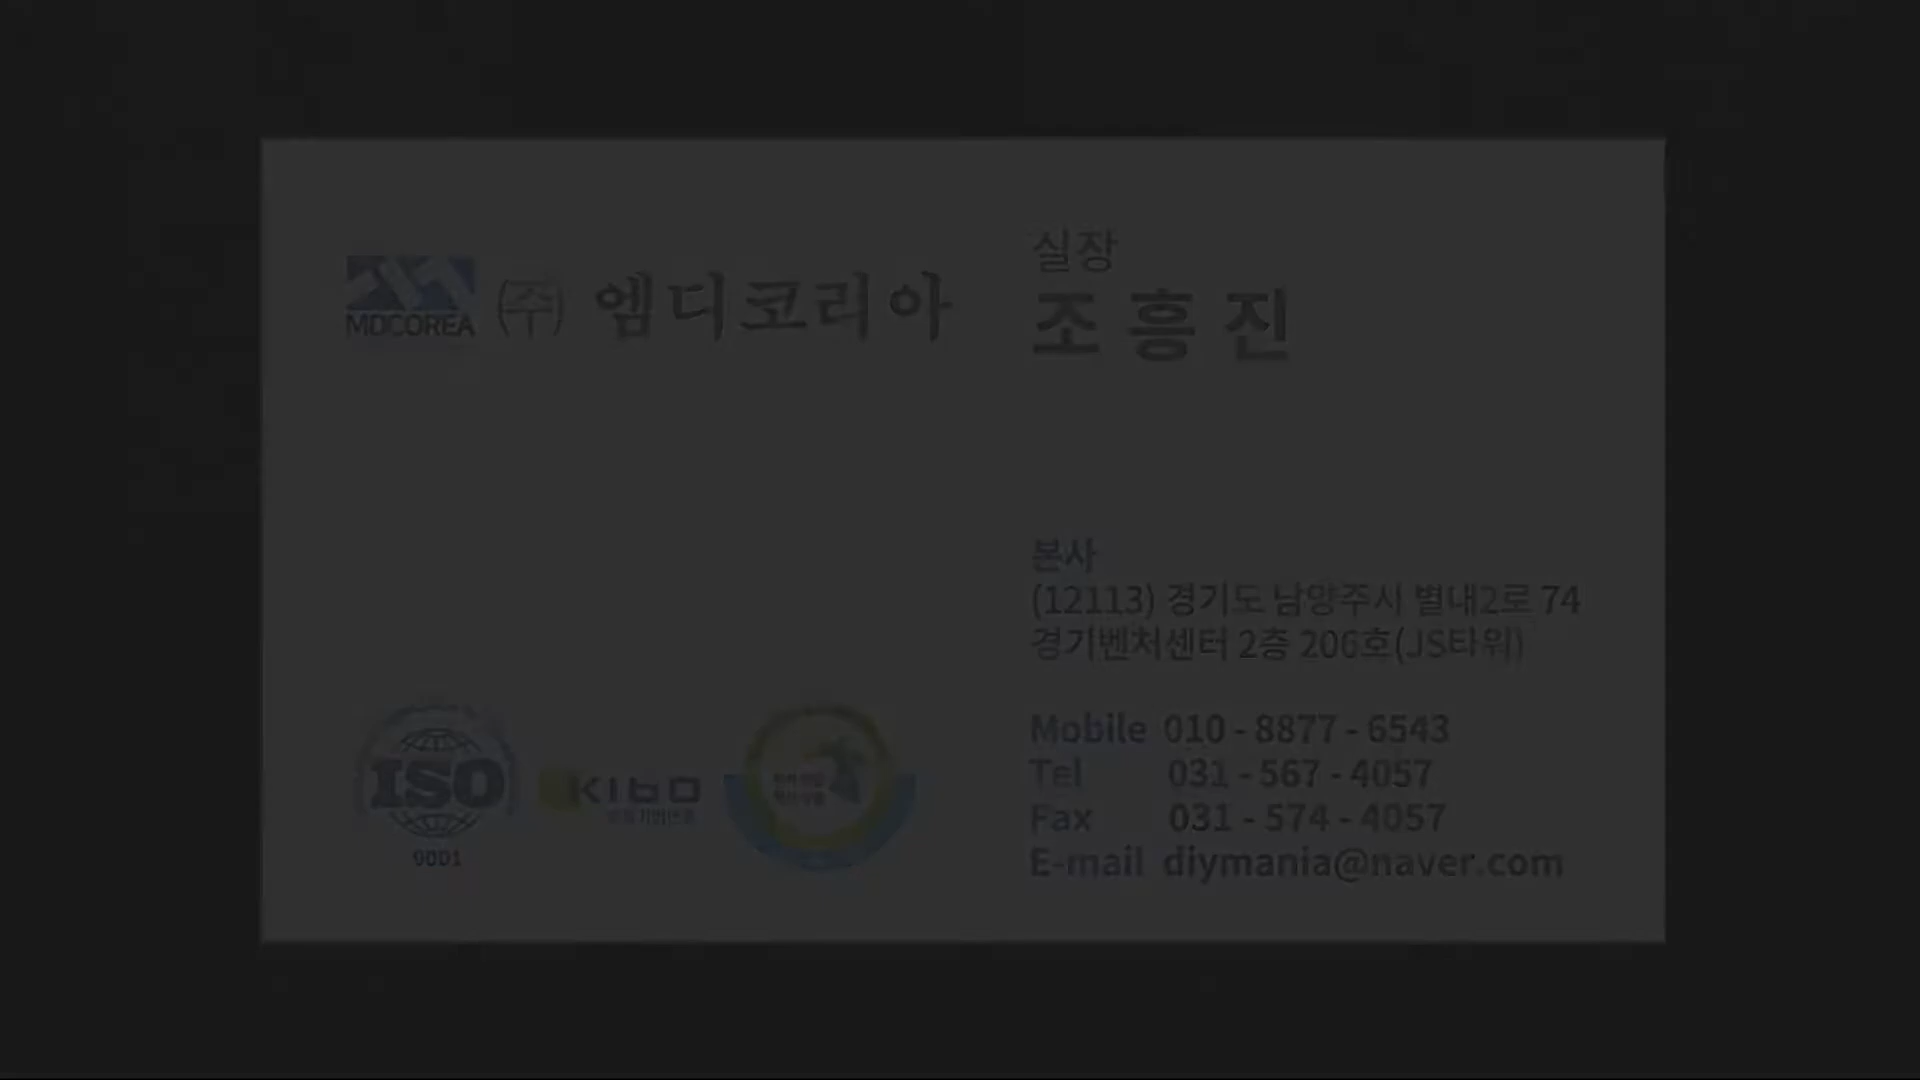 MDCOREA
㈜ 엠디코리아
실장
조흥진
본사
(12113) 경기도 남양주시 별내2로 74
경기벤처센터 2층 206호(JS타워)
Mobile 010 - 8877 - 6543
Tel 031 - 567 - 4057
Fax 031 - 574 - 4057
E-mail diymania@naver.com
ISO
9001
KIBO